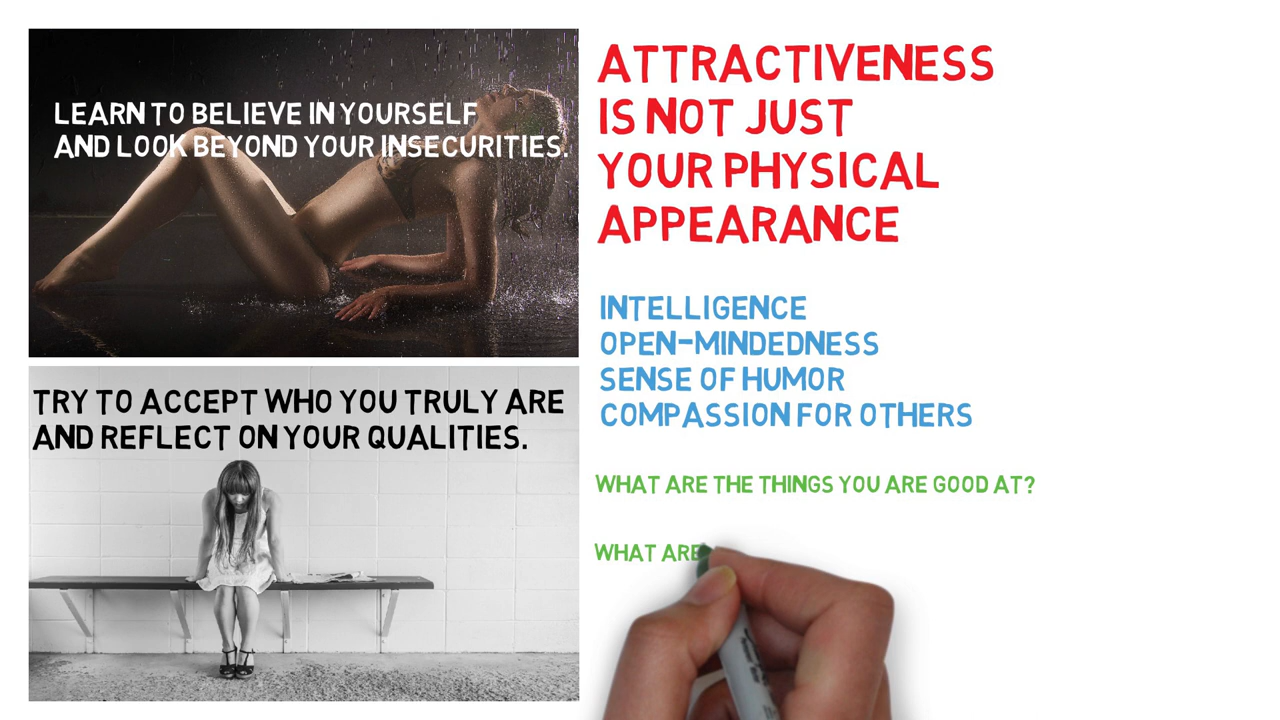 LEARN TO BELIEVE IN YOURSELF
AND LOOK BEYOND YOUR INSECURITIES.
TRY TO ACCEPT WHO YOU TRULY ARE
AND REFLECT ON YOUR QUALITIES.
ATTRACTIVENESS
IS NOT JUST
YOUR PHYSICAL
APPEARANCE
INTELLIGENCE
OPEN-MINDEDNESS
SENSE OF HUMOR
COMPASSION FOR OTHERS
WHAT ARE THE THINGS YOU ARE GOOD AT?
WHAT ARE